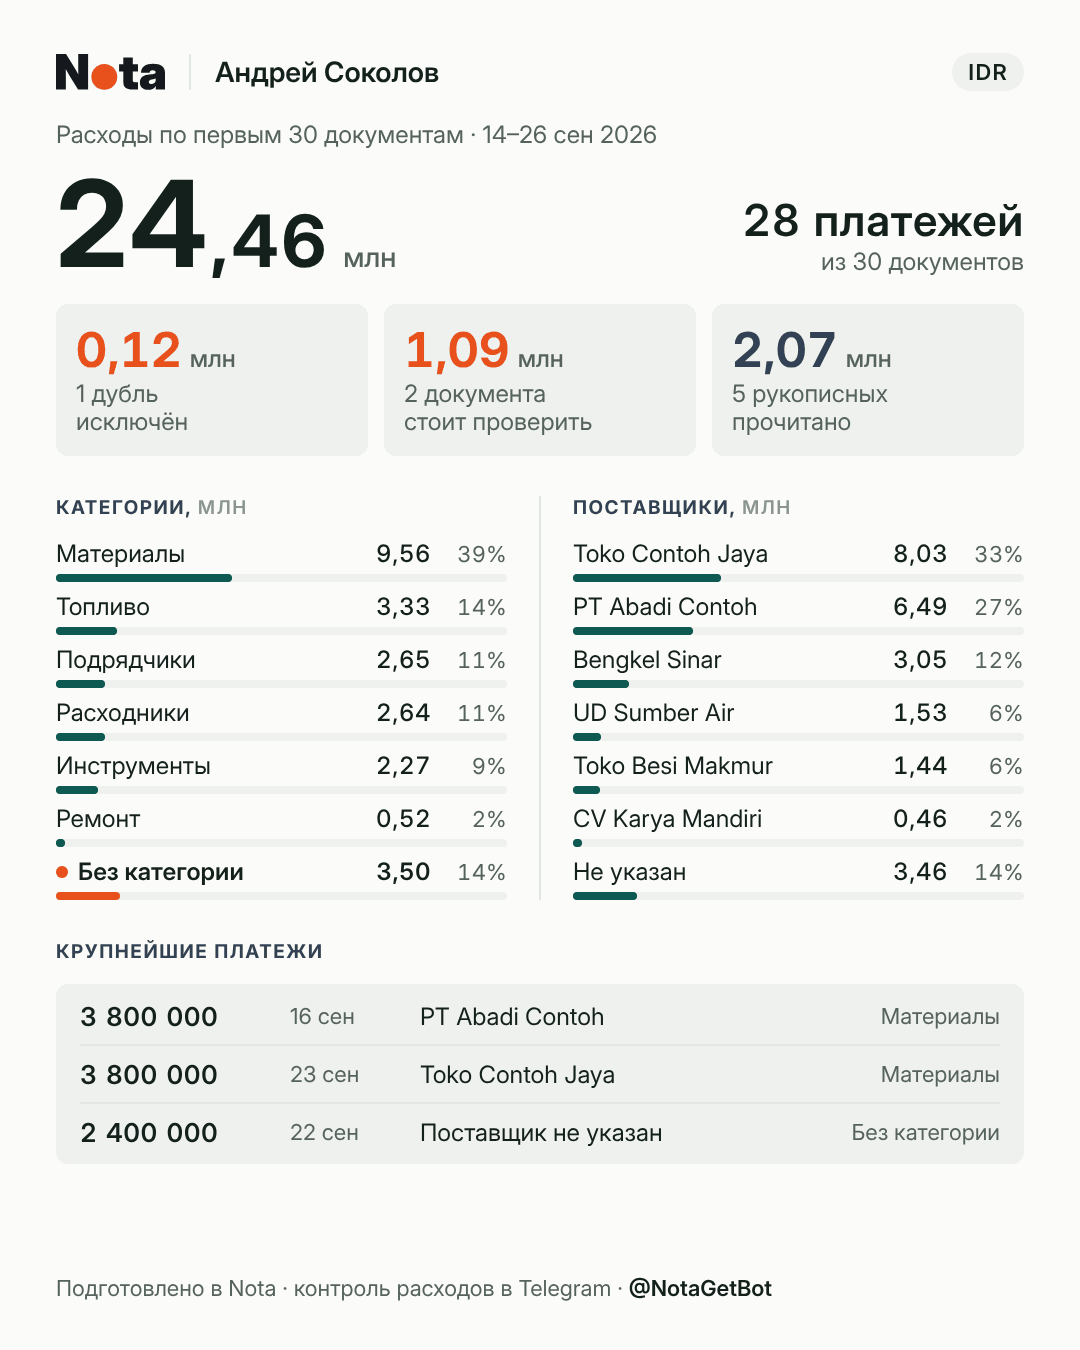 Nota
Андрей Соколов
IDR
Расходы по первым 30 документам · 14–26 сен 2026
24,46 млн
28 платежей
из 30 документов
0,12 млн
1 дубль
исключён
1,09 млн
2 документа
стоит проверить
2,07 млн
5 рукописных
прочитано
КАТЕГОРИИ, МЛН
Материалы 9,56 39%
Топливо 3,33 14%
Подрядчики 2,65 11%
Расходники 2,64 11%
Инструменты 2,27 9%
Ремонт 0,52 2%
Без категории 3,50 14%
ПОСТАВЩИКИ, МЛН
Toko Contoh Jaya 8,03 33%
PT Abadi Contoh 6,49 27%
Bengkel Sinar 3,05 12%
UD Sumber Air 1,53 6%
Toko Besi Makmur 1,44 6%
CV Karya Mandiri 0,46 2%
Не указан 3,46 14%
КРУПНЕЙШИЕ ПЛАТЕЖИ
3 800 000 16 сен PT Abadi Contoh Материалы
3 800 000 23 сен Toko Contoh Jaya Материалы
2 400 000 22 сен Поставщик не указан Без категории
Подготовлено в Nota · контроль расходов в Telegram · @NotaGetBot